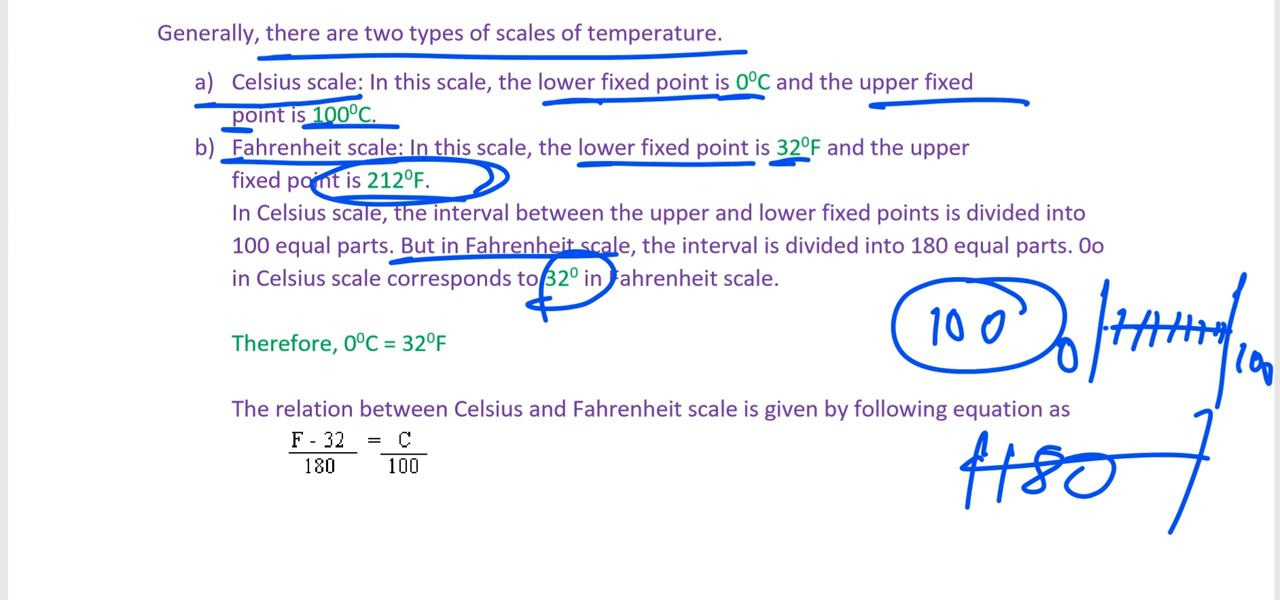 Generally, there are two types of scales of temperature.
a) Celsius scale: In this scale, the lower fixed point is 0⁰C and the upper fixed
point is 100⁰C.
b) Fahrenheit scale: In this scale, the lower fixed point is 32⁰F and the upper
fixed point is 212⁰F.
In Celsius scale, the interval between the upper and lower fixed points is divided into
100 equal parts. But in Fahrenheit scale, the interval is divided into 180 equal parts. 0o
in Celsius scale corresponds to 32⁰ in Fahrenheit scale.
100
0
100
Therefore, 0⁰C = 32⁰F
The relation between Celsius and Fahrenheit scale is given by following equation as
F - 32 = C
180 100
180